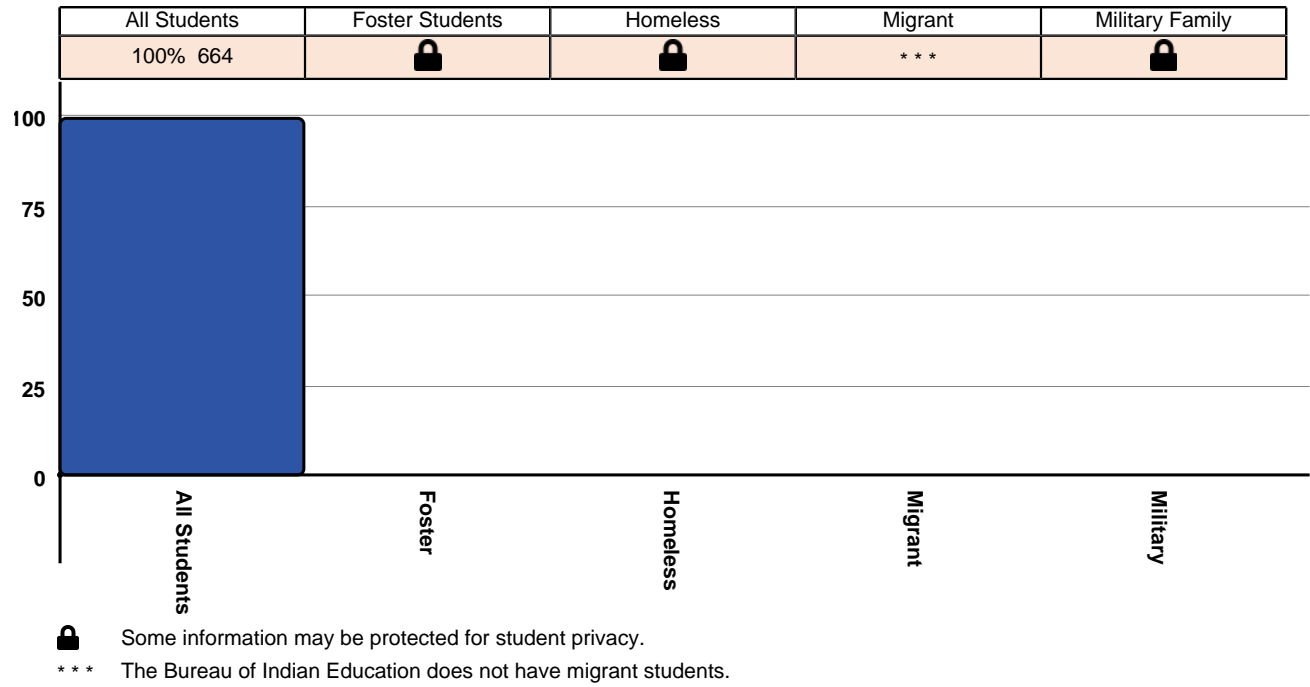 All Students Foster Students Homeless Migrant Military Family
100% 664 * * *
100
75
50
25
0
All Students
Foster
Homeless
Migrant
Military
Some information may be protected for student privacy.
* * * The Bureau of Indian Education does not have migrant students.